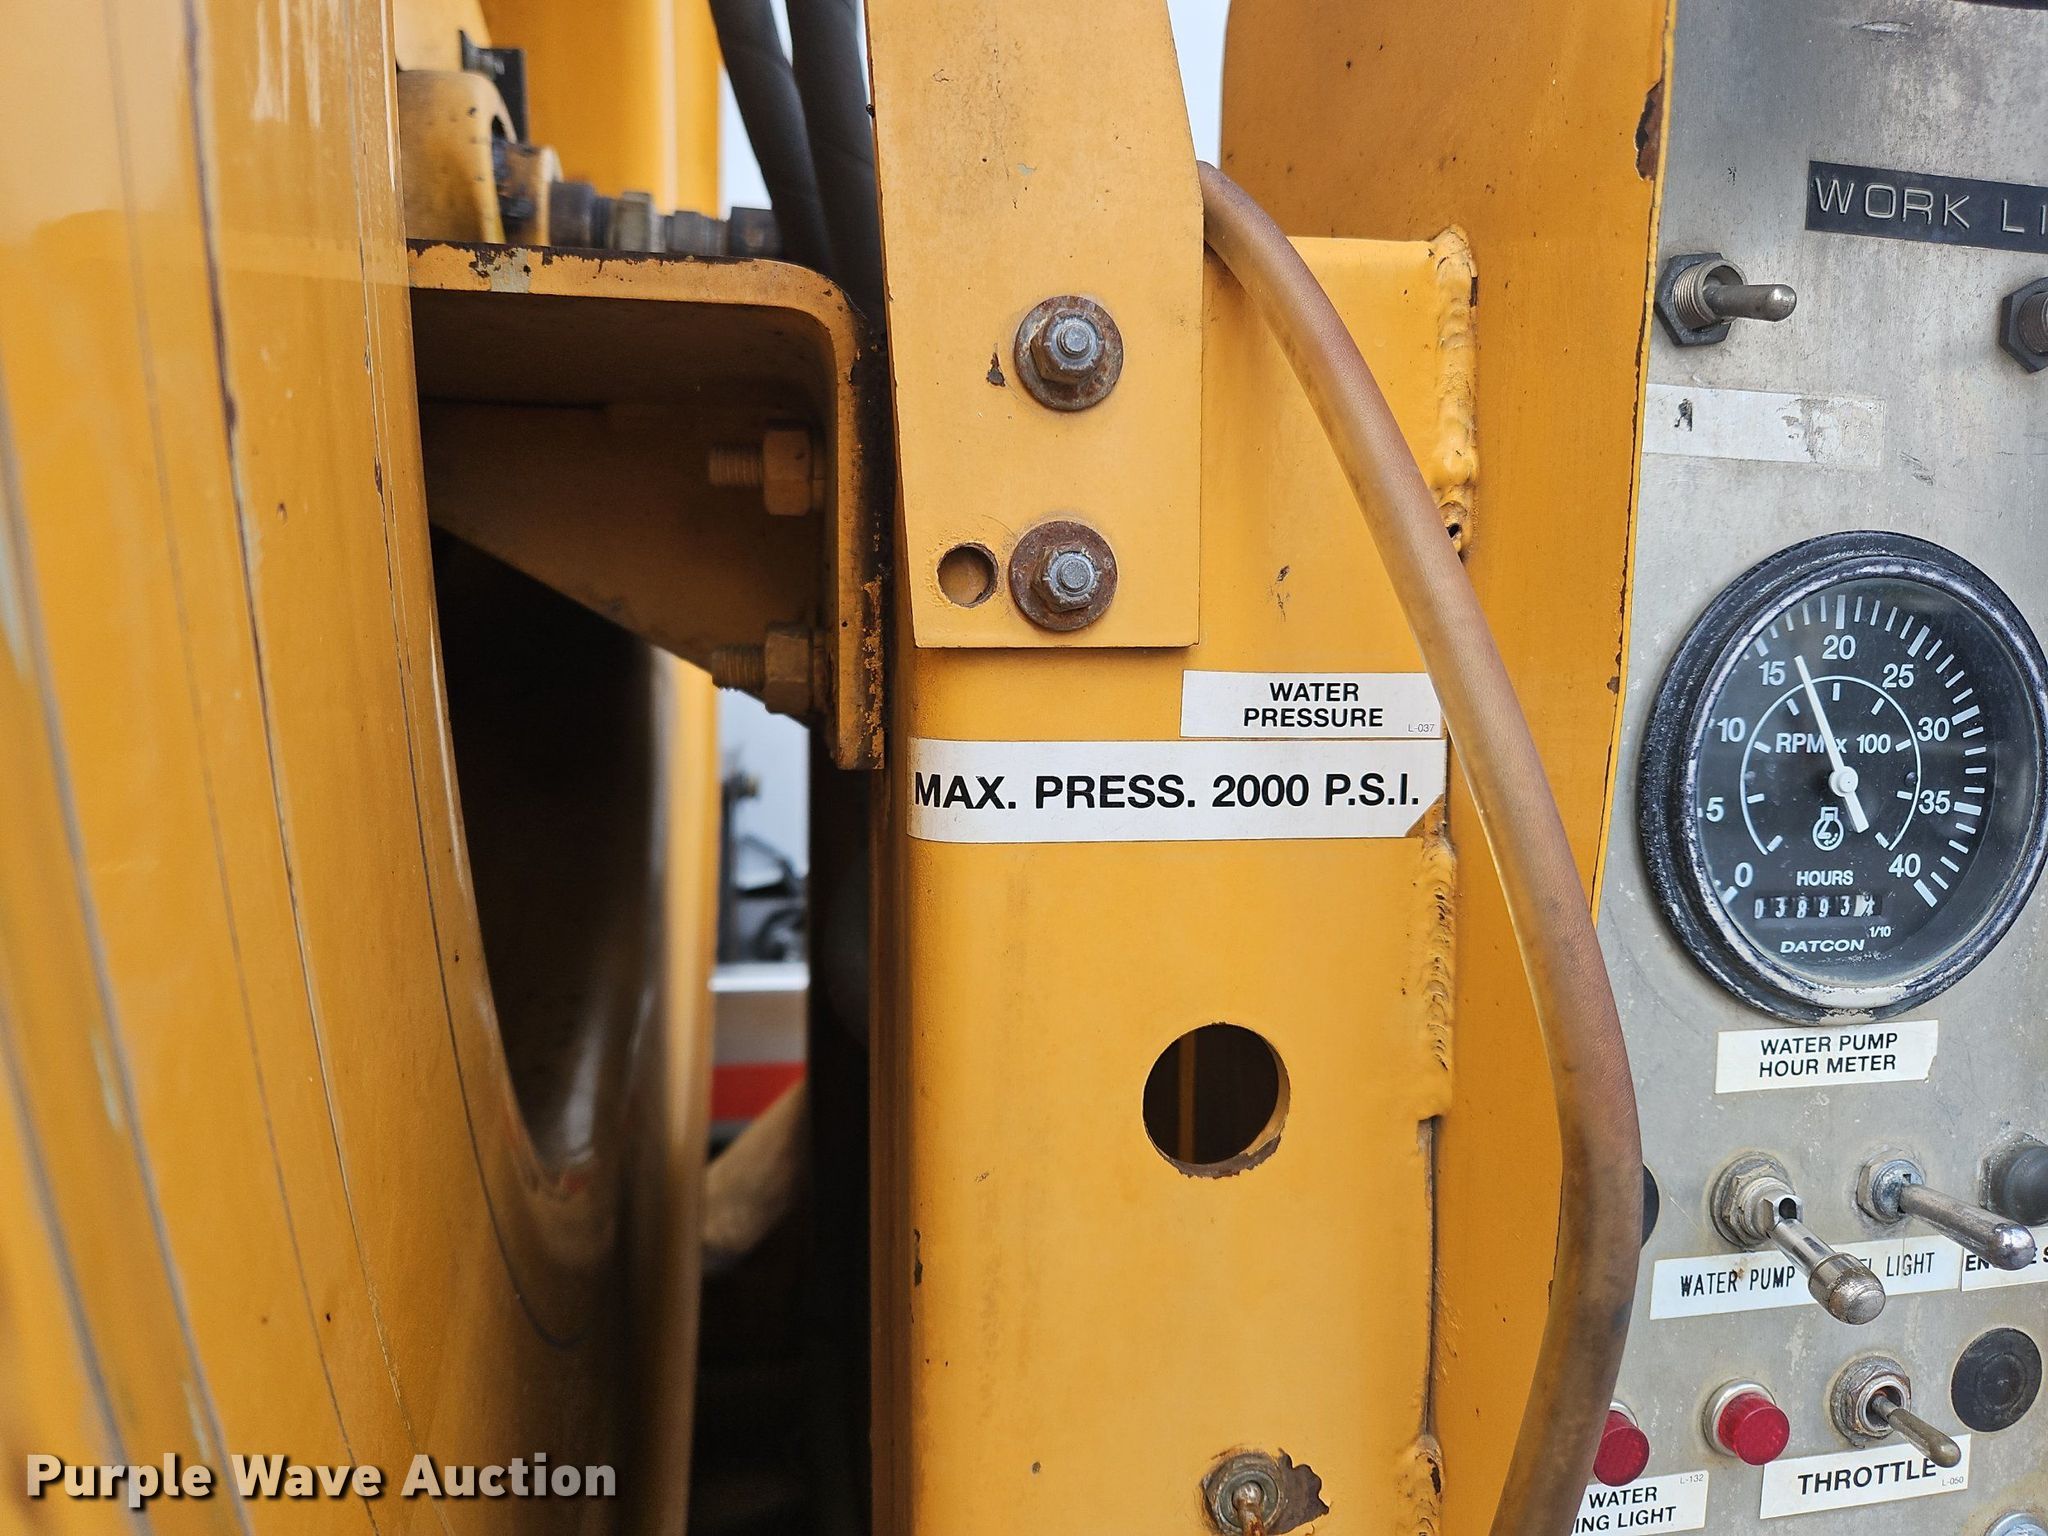 WORK LI
WATER
PRESSURE
L-037
MAX. PRESS. 2000 P.S.I.
0 5 10 15 20 25 30 35 40
RPM x 100
HOURS
03893
1/10
DATCON
WATER PUMP
HOUR METER
WATER PUMP
LIGHT
THROTTLE
L-050
L-132
WATER
ING LIGHT
Purple Wave Auction